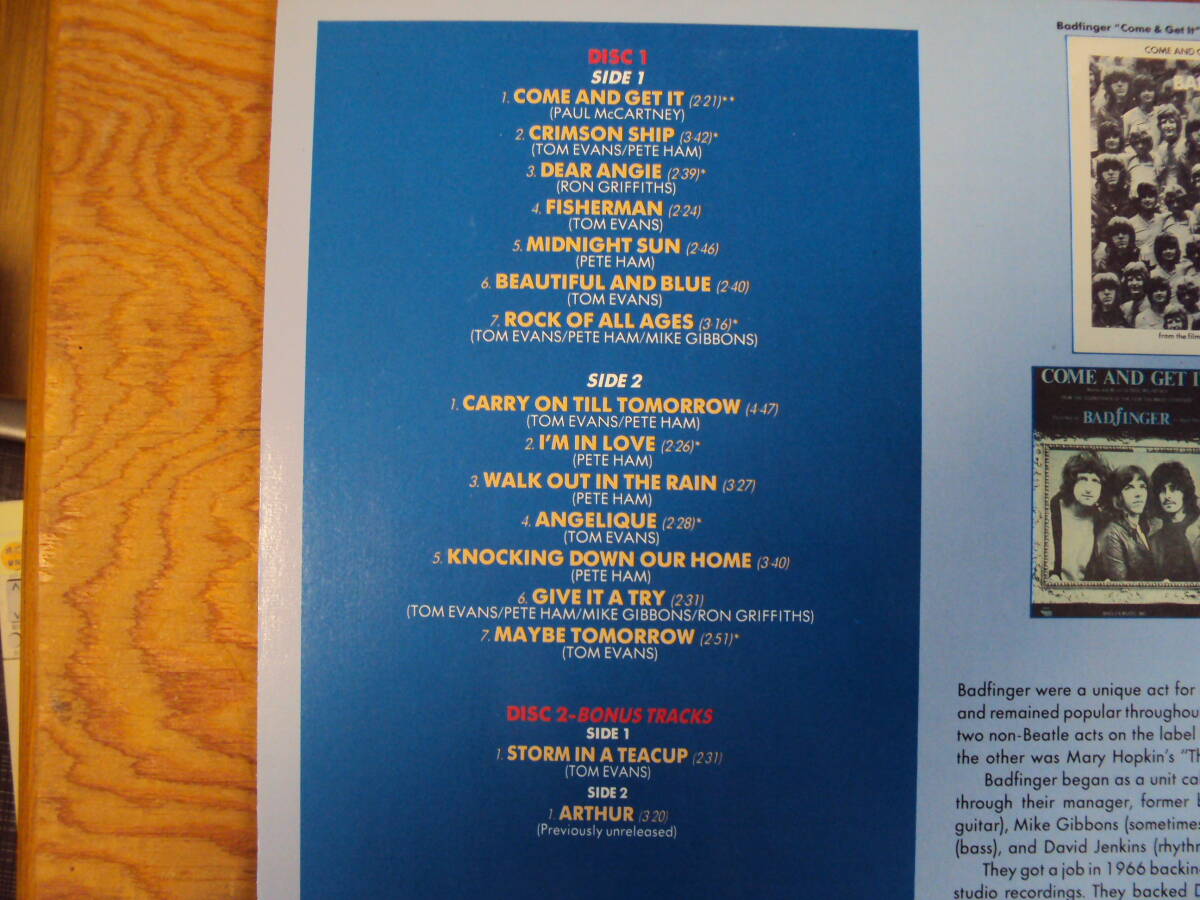 DISC 1
SIDE 1
1. COME AND GET IT (2:21)**
(PAUL McCARTNEY)
2. CRIMSON SHIP (3:42)*
(TOM EVANS/PETE HAM)
3. DEAR ANGIE (2:39)*
(RON GRIFFITHS)
4. FISHERMAN (2:24)
(TOM EVANS)
5. MIDNIGHT SUN (2:46)
(PETE HAM)
6. BEAUTIFUL AND BLUE (2:40)
(TOM EVANS)
7. ROCK OF ALL AGES (3:16)*
(TOM EVANS/PETE HAM/MIKE GIBBONS)
SIDE 2
1. CARRY ON TILL TOMORROW (4:47)
(TOM EVANS/PETE HAM)
2. I'M IN LOVE (2:26)*
(PETE HAM)
3. WALK OUT IN THE RAIN (3:27)
(PETE HAM)
4. ANGELIQUE (2:28)*
(TOM EVANS)
5. KNOCKING DOWN OUR HOME (3:40)
(PETE HAM)
6. GIVE IT A TRY (2:31)
(TOM EVANS/PETE HAM/MIKE GIBBONS/RON GRIFFITHS)
7. MAYBE TOMORROW (2:51)*
(TOM EVANS)
DISC 2-BONUS TRACKS
SIDE 1
1. STORM IN A TEACUP (2:31)
(TOM EVANS)
SIDE 2
1. ARTHUR (3:20)
(Previously unreleased)
Badfinger "Come & Get It"
COME AND
from the film
COME AND GET I
BADFINGER
Badfinger were a unique act for
and remained popular throughou
two non-Beatle acts on the label
the other was Mary Hopkin's "Th
Badfinger began as a unit cal
through their manager, former
guitar), Mike Gibbons (sometimes
(bass), and David Jenkins (rhythm
They got a job in 1966 backin
studio recordings. They backed D